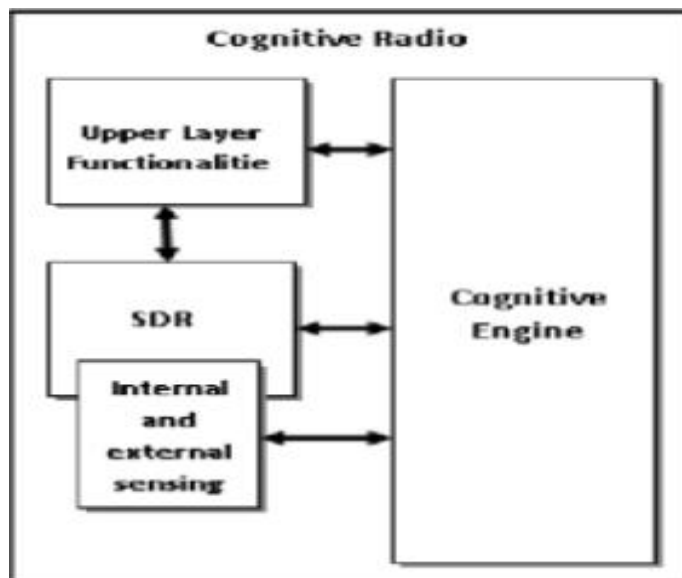 Cognitive Radio
Upper Layer
Functionalitie
SDR
Internal
and
external
sensing
Cognitive
Engine